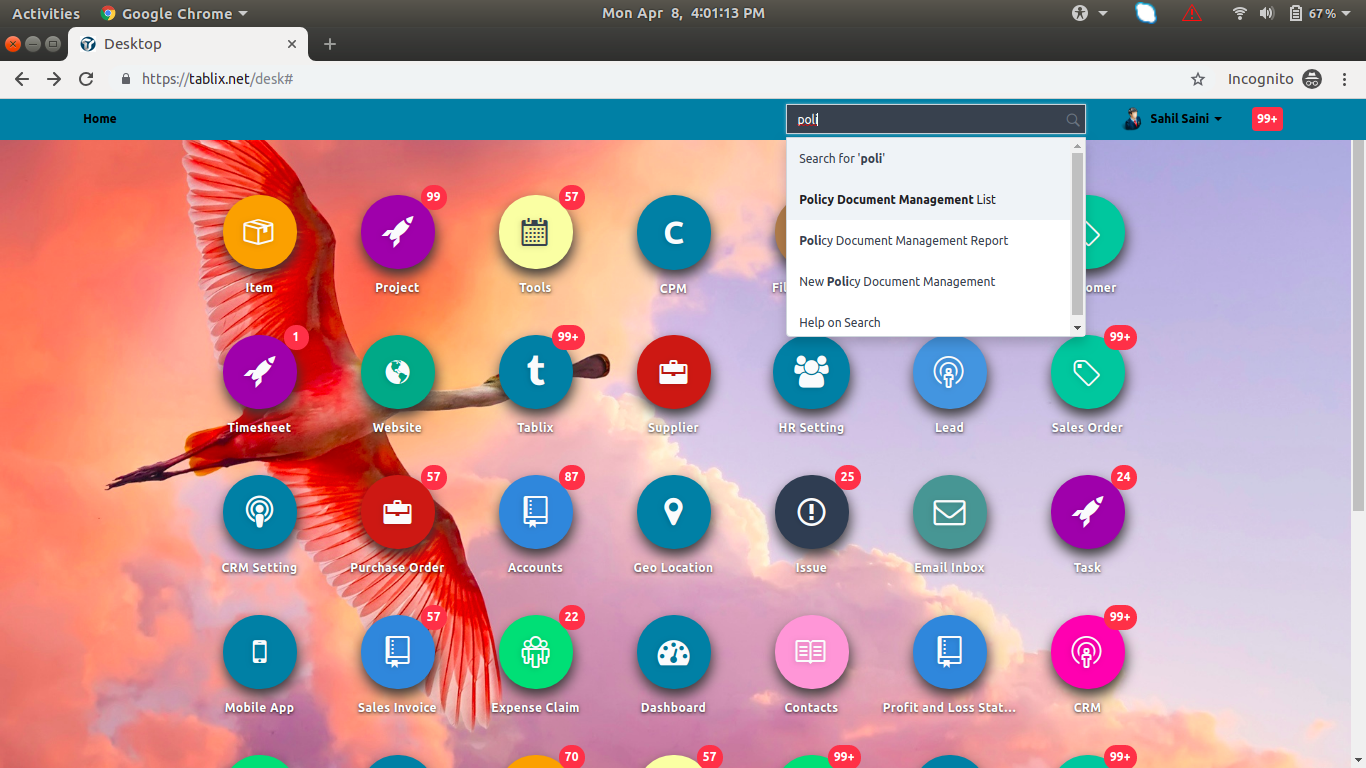 Activities
Google Chrome
Mon Apr 8, 4:01:13 PM
67%
Desktop
https://tablix.net/desk#
Incognito
Home
poli
Sahil Saini
99+
Search for 'poli'
Policy Document Management List
Policy Document Management Report
New Policy Document Management
Help on Search
99
57
C
Item
Project
Tools
CPM
1
99+
t
99+
Timesheet
Website
Tablix
Supplier
HR Setting
Lead
Sales Order
57
87
25
24
CRM Setting
Purchase Order
Accounts
Geo Location
Issue
Email Inbox
Task
57
22
99+
Mobile App
Sales Invoice
Expense Claim
Dashboard
Contacts
Profit and Loss Stat...
CRM
70
57
99+
99+